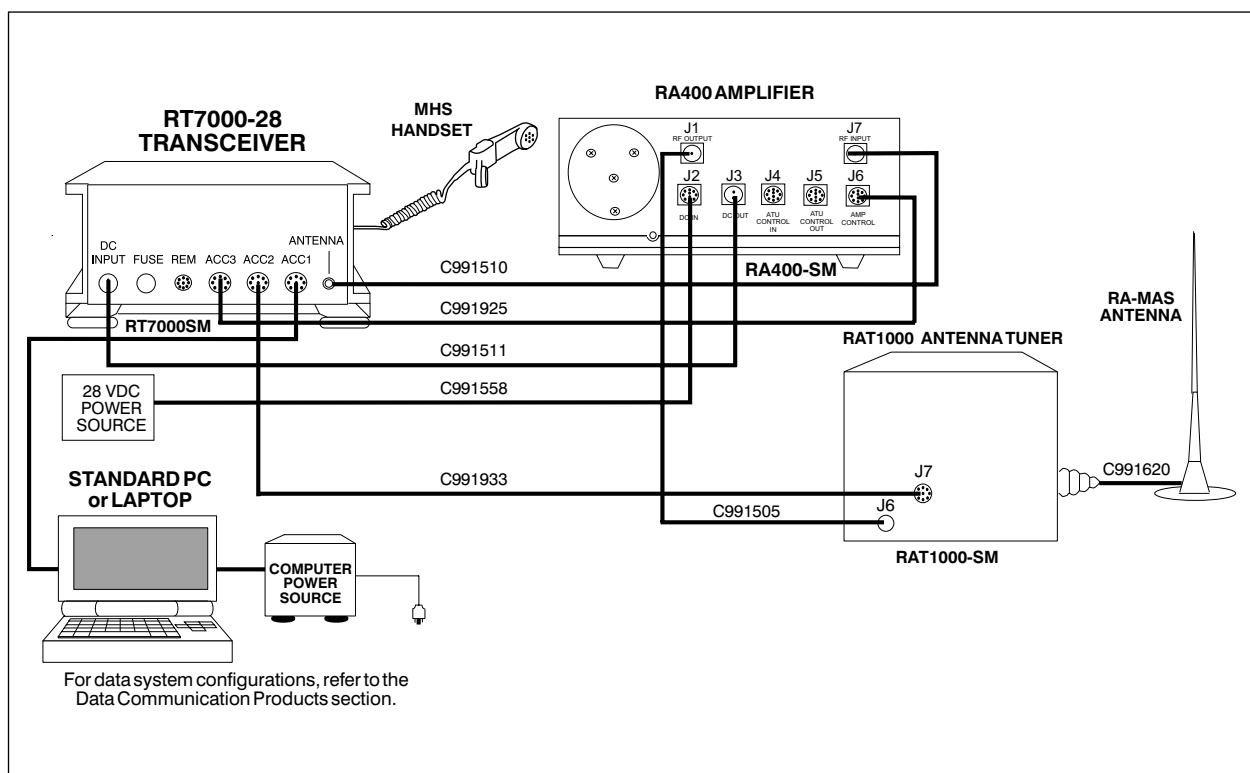 RT7000-28
TRANSCEIVER
MHS
HANDSET
RA400 AMPLIFIER
J1
RF OUTPUT
J7
RF INPUT
J2
DC IN
J3
DC OUT
J4
ATU
CONTROL
IN
J5
ATU
CONTROL
OUT
J6
AMP
CONTROL
RA400-SM
DC
INPUT
FUSE
REM
ACC3
ACC2
ACC1
ANTENNA
RT7000SM
C991510
C991925
C991511
C991558
C991933
C991505
28 VDC
POWER
SOURCE
RAT1000 ANTENNA TUNER
J7
J6
RAT1000-SM
RA-MAS
ANTENNA
C991620
STANDARD PC
or LAPTOP
COMPUTER
POWER
SOURCE
For data system configurations, refer to the
Data Communication Products section.